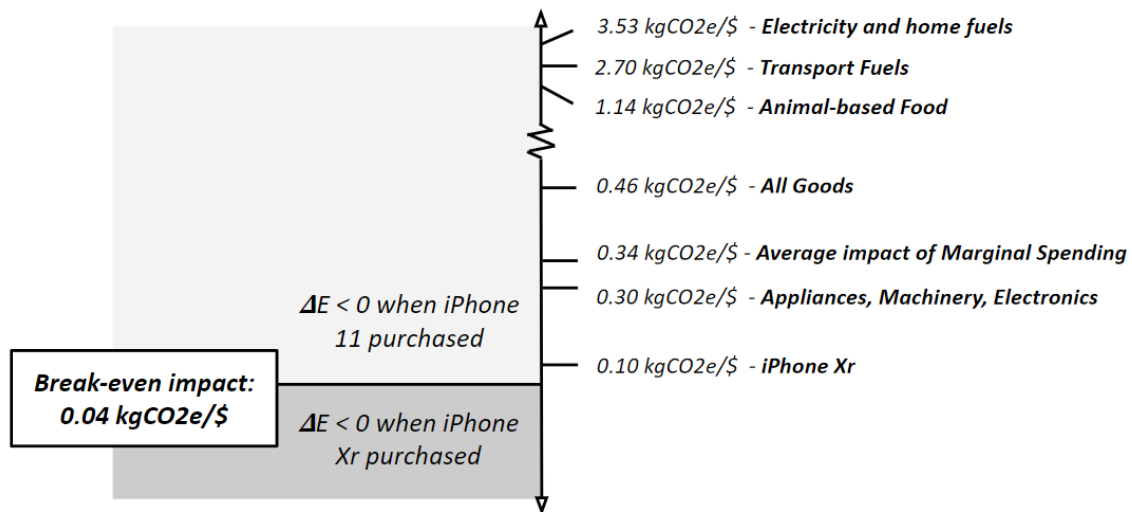 3.53 kgCO2e/$ - Electricity and home fuels
2.70 kgCO2e/$ - Transport Fuels
1.14 kgCO2e/$ - Animal-based Food
0.46 kgCO2e/$ - All Goods
0.34 kgCO2e/$ - Average impact of Marginal Spending
0.30 kgCO2e/$ - Appliances, Machinery, Electronics
ΔE < 0 when iPhone
11 purchased
0.10 kgCO2e/$ - iPhone Xr
Break-even impact:
0.04 kgCO2e/$
ΔE < 0 when iPhone
Xr purchased